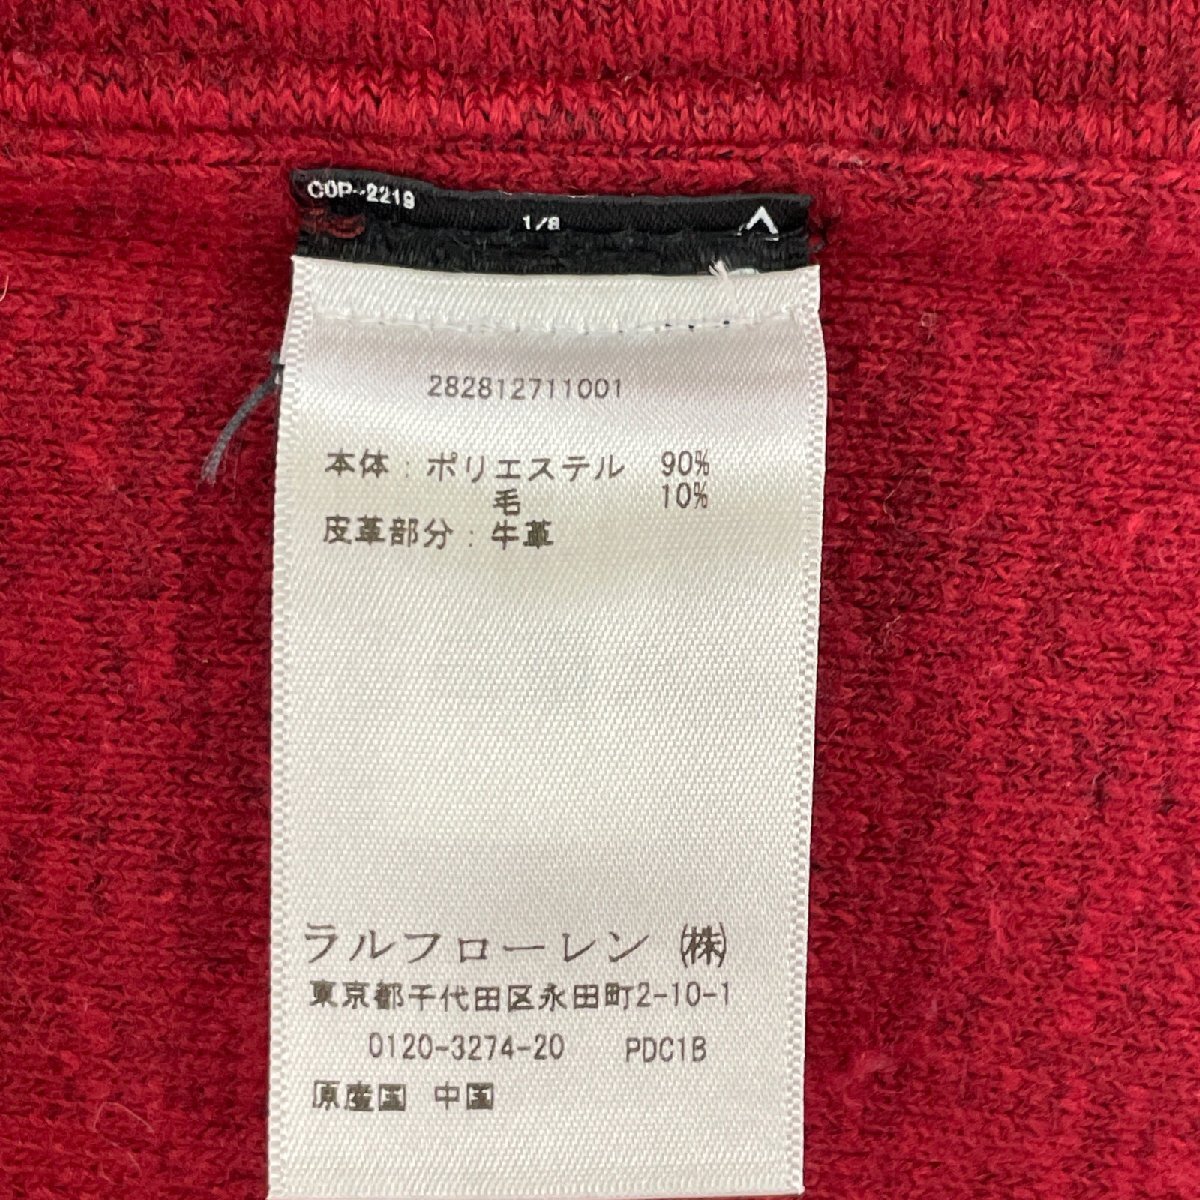 COP-2219
1/8
282812711001
本体：ポリエステル 90%
毛 10%
皮革部分：牛革
ラルフローレン ㈱
東京都千代田区永田町2-10-1
0120-3274-20 PDC1B
原産国 中国